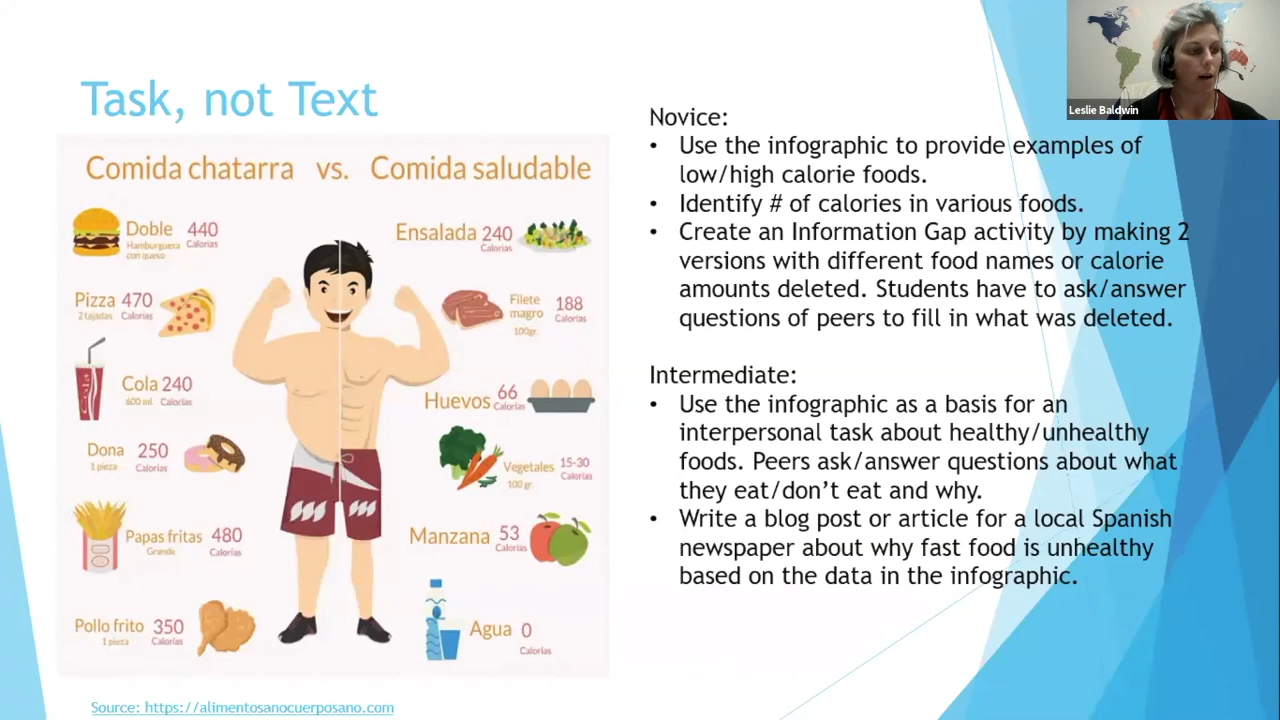 Task, not Text
Comida chatarra vs. Comida saludable
Doble 440
Hamburguesa Calorías
con queso
Pizza 470
2 tajadas Calorías
Cola 240
600 ml. Calorías
Dona 250
1 pieza Calorías
Papas fritas 480
Grande Calorías
Pollo frito 350
1 pieza Calorías
Ensalada 240
Calorías
Filete 188
magro Calorías
100gr.
Huevos 66
Calorías
Vegetales 15-30
100 gr. Calorías
Manzana 53
Calorías
Agua 0
Calorías
Source: https://alimentosanocuerposano.com
Novice:
• Use the infographic to provide examples of
low/high calorie foods.
• Identify # of calories in various foods.
• Create an Information Gap activity by making 2
versions with different food names or calorie
amounts deleted. Students have to ask/answer
questions of peers to fill in what was deleted.
Intermediate:
• Use the infographic as a basis for an
interpersonal task about healthy/unhealthy
foods. Peers ask/answer questions about what
they eat/don't eat and why.
• Write a blog post or article for a local Spanish
newspaper about why fast food is unhealthy
based on the data in the infographic.
Leslie Baldwin